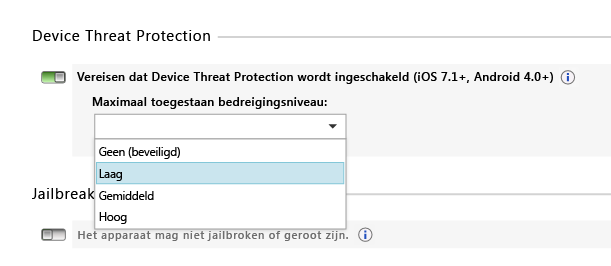 Device Threat Protection
Vereisen dat Device Threat Protection wordt ingeschakeld (iOS 7.1+, Android 4.0+)
Maximaal toegestaan bedreigingsniveau:
Geen (beveiligd)
Laag
Gemiddeld
Hoog
Jailbreak
Het apparaat mag niet jailbroken of geroot zijn.